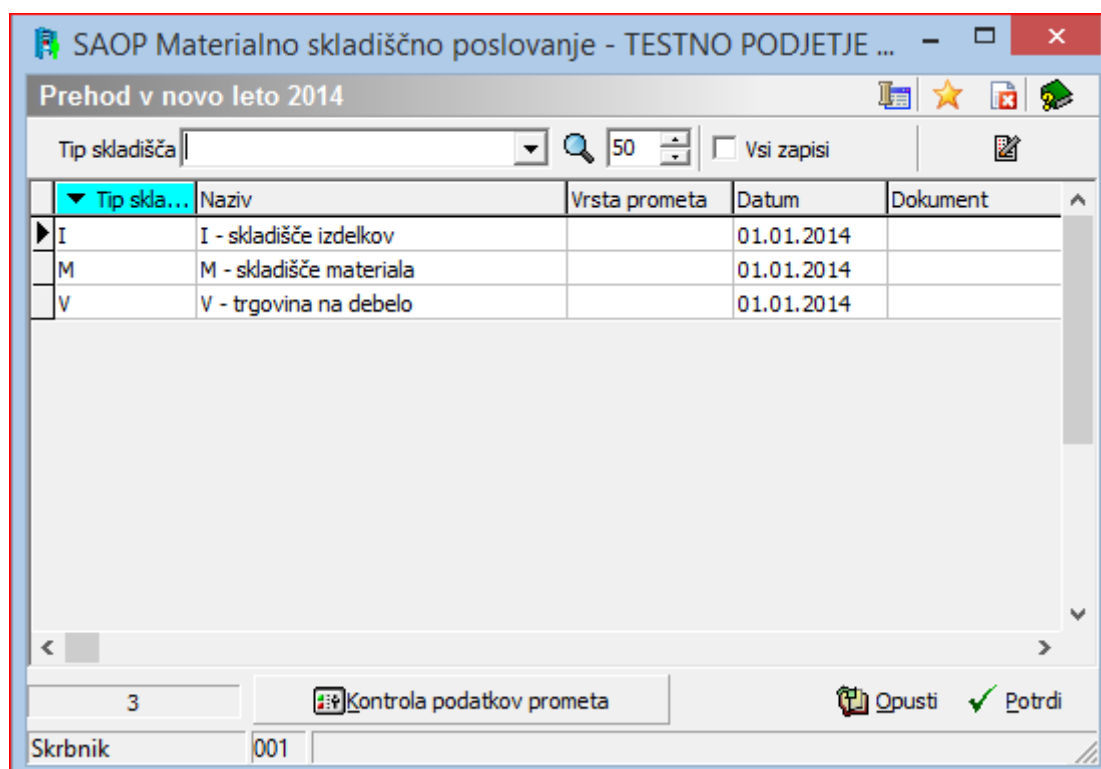 SAOP Materialno skladiščno poslovanje - TESTNO PODJETJE ...
Prehod v novo leto 2014
Tip skladišča 50 Vsi zapisi
Tip skla... Naziv Vrsta prometa Datum Dokument
I I - skladišče izdelkov 01.01.2014
M M - skladišče materiala 01.01.2014
V V - trgovina na debelo 01.01.2014
3 Kontrola podatkov prometa Opusti Potrdi
Skrbnik 001